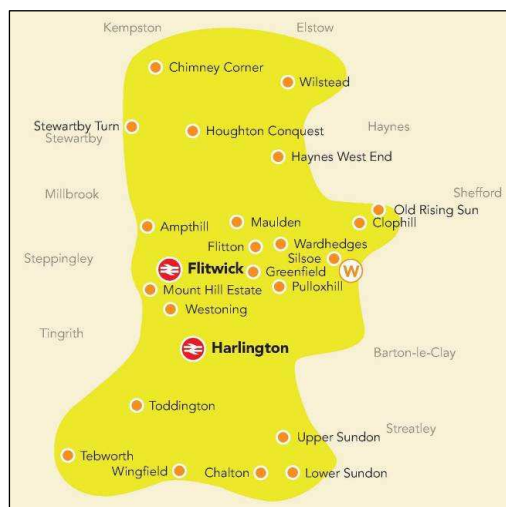 Kempston
Elstow
Chimney Corner
Wilstead
Stewartby Turn
Stewartby
Houghton Conquest
Haynes
Haynes West End
Millbrook
Shefford
Old Rising Sun
Ampthill
Maulden
Clophill
Flitton
Wardhedges
Steppingley
Silsoe
Flitwick
Greenfield
W
Mount Hill Estate
Pulloxhill
Westoning
Tingrith
Harlington
Barton-le-Clay
Toddington
Streatley
Upper Sundon
Tebworth
Wingfield
Chalton
Lower Sundon